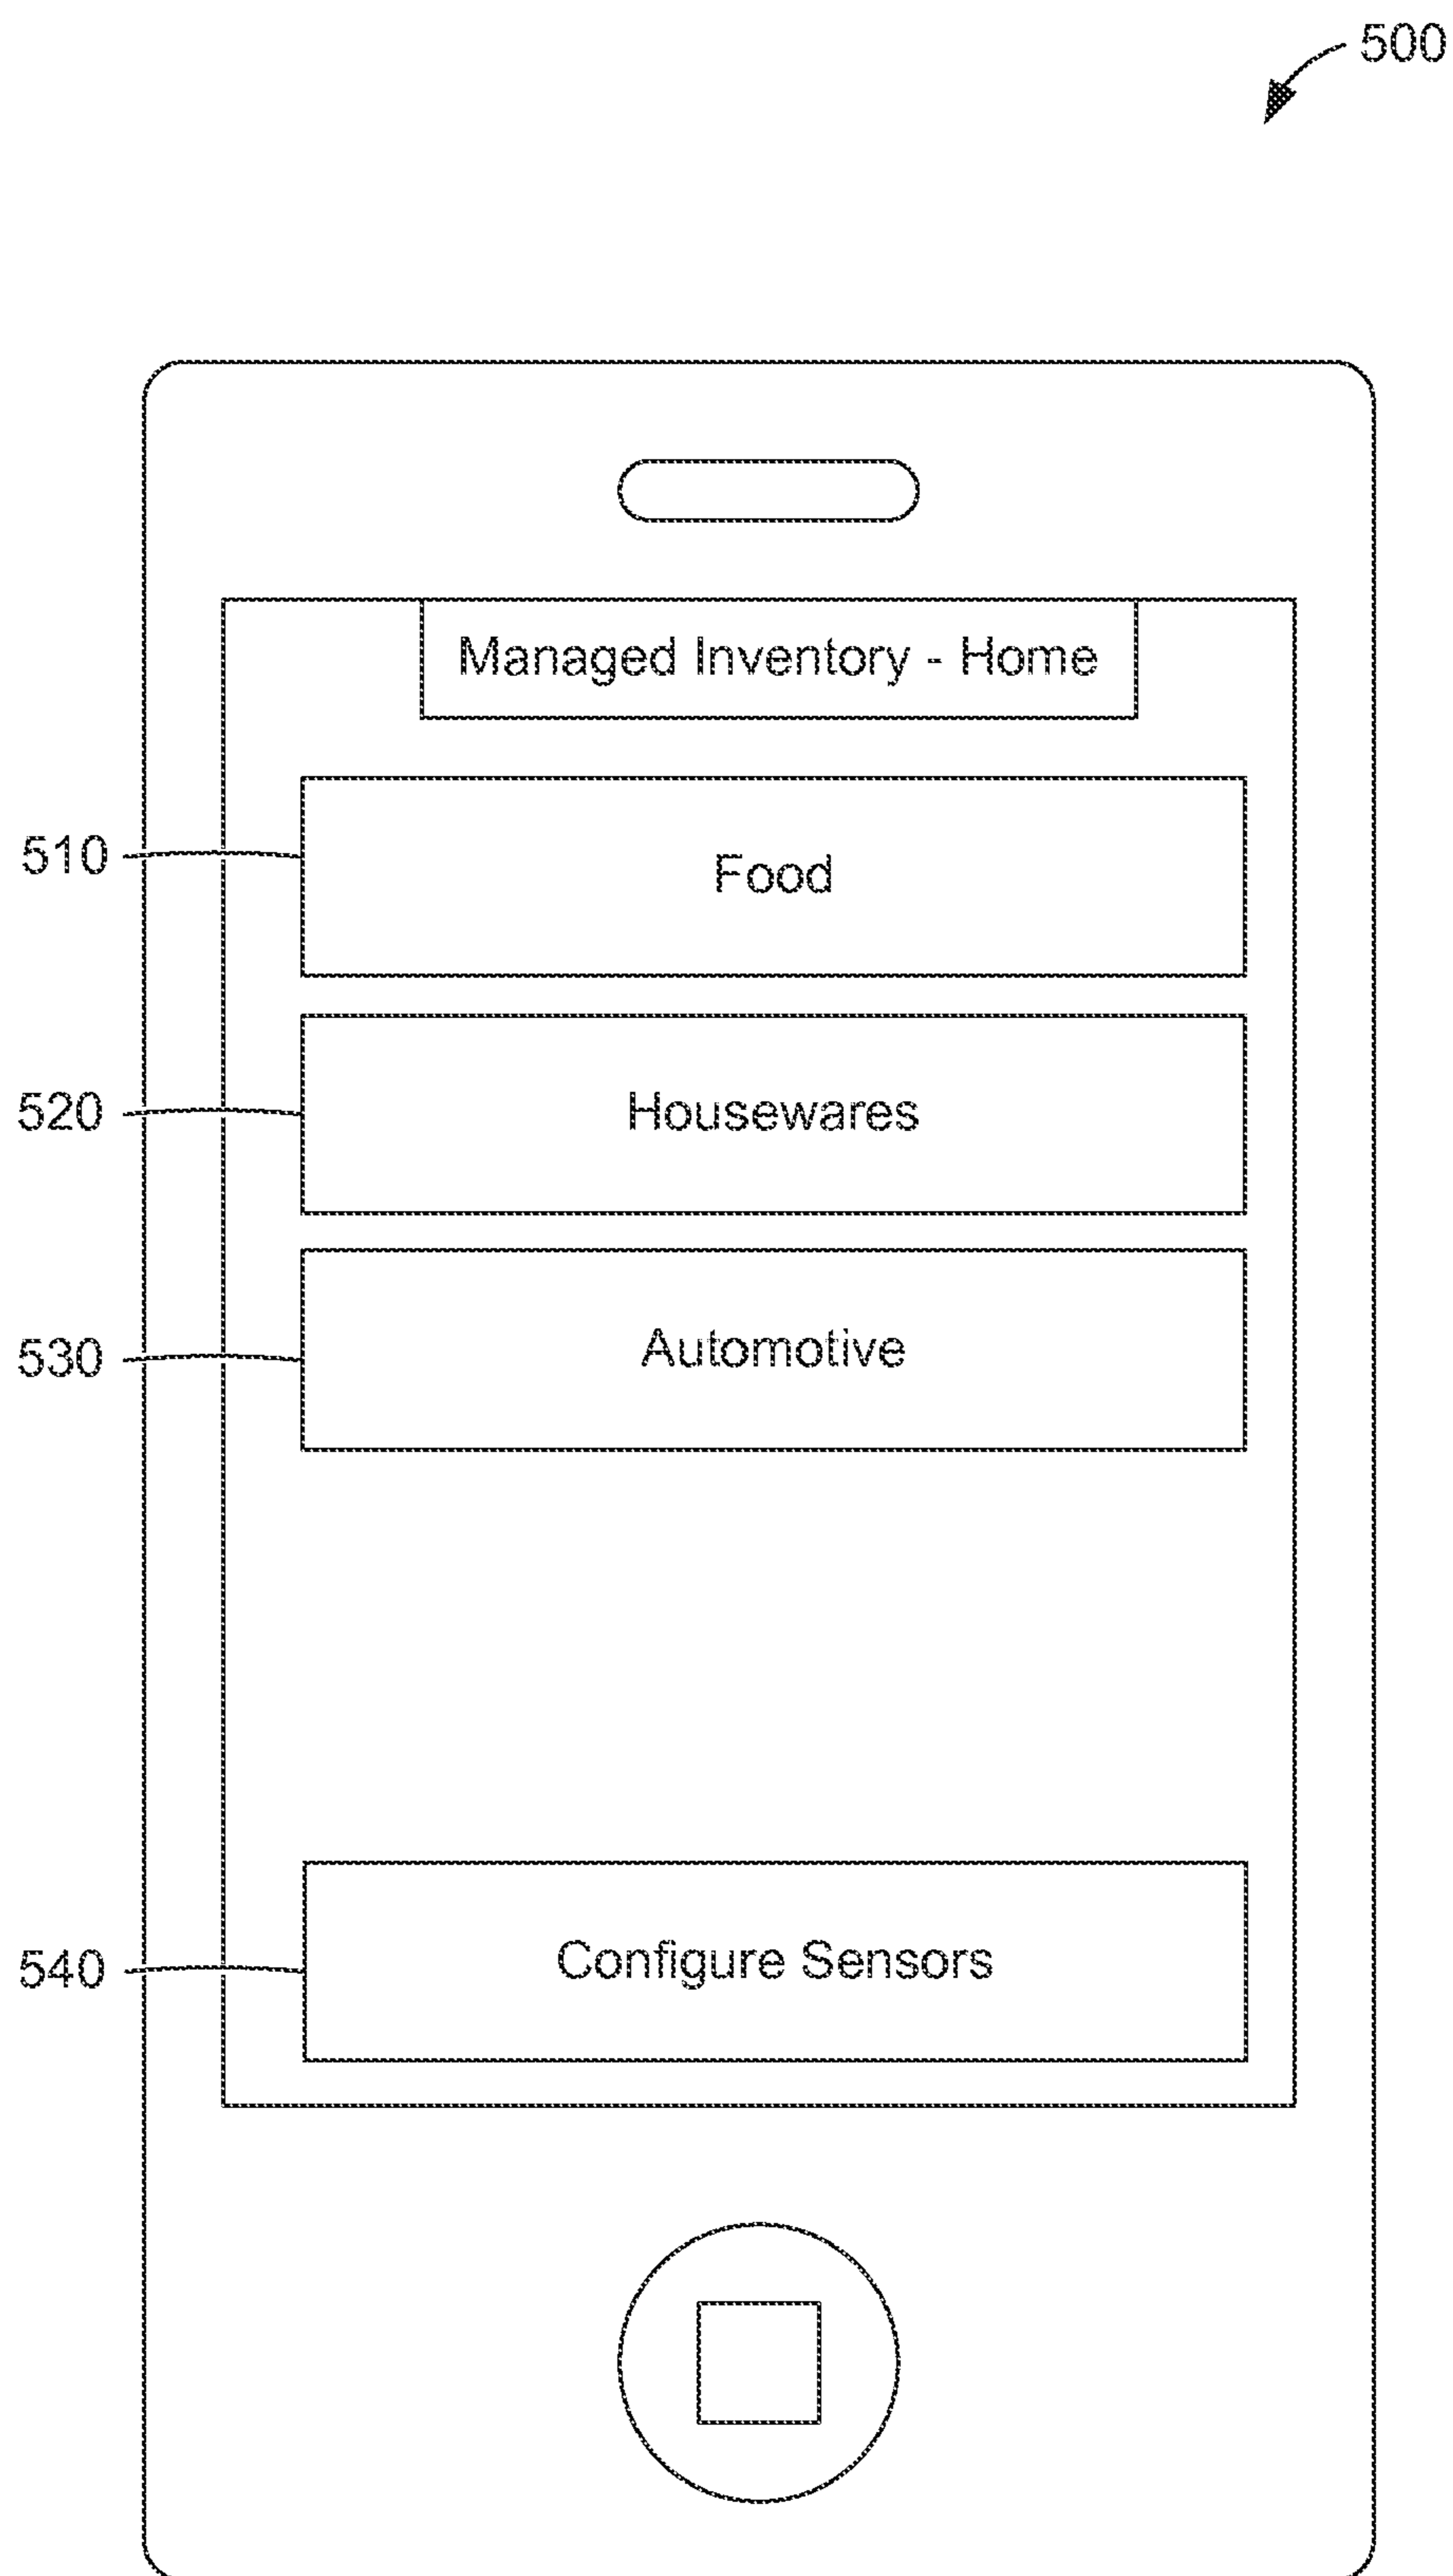 500
Managed Inventory - Home
510
Food
520
Housewares
530
Automotive
540
Configure Sensors